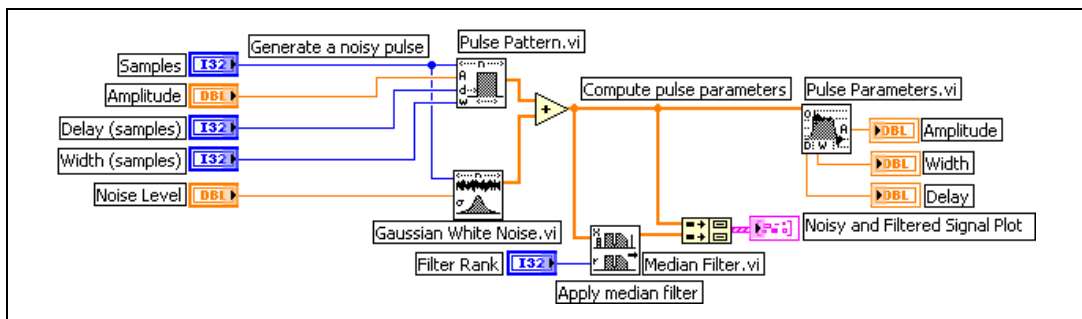 Generate a noisy pulse
Pulse Pattern.vi
Samples
I32
Amplitude
DBL
Delay (samples)
I32
Width (samples)
I32
Noise Level
DBL
n
A
d
w
+
n
σ
Gaussian White Noise.vi
Compute pulse parameters
Pulse Parameters.vi
A
D W
DBL
Amplitude
DBL
Width
DBL
Delay
Noisy and Filtered Signal Plot
Filter Rank
I32
X
r
Median Filter.vi
Apply median filter